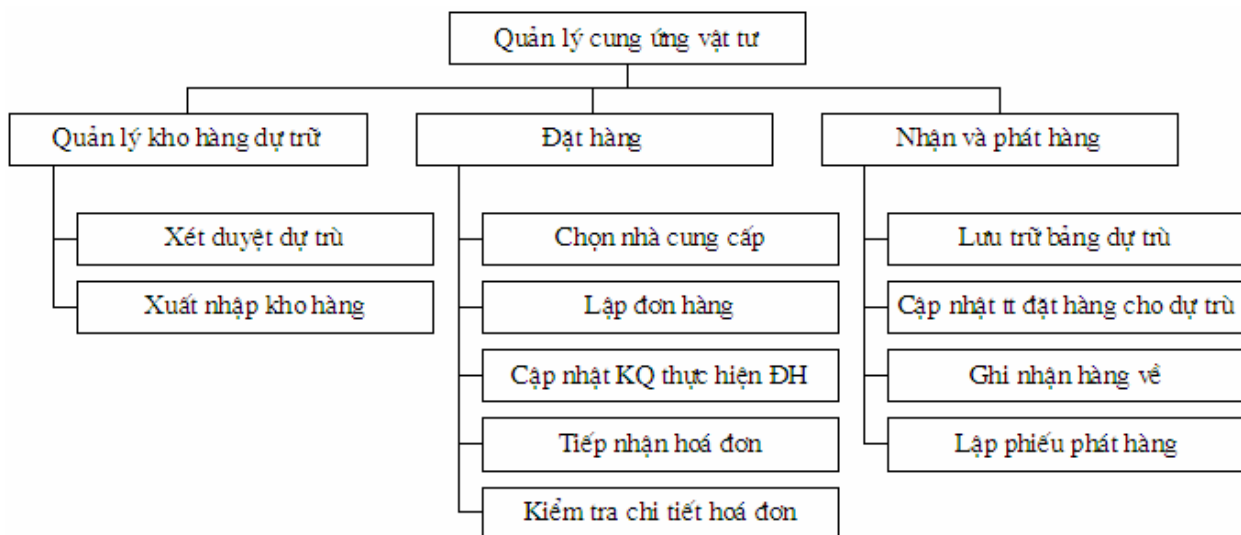 Quản lý cung ứng vật tư
Quản lý kho hàng dự trữ
Đặt hàng
Nhận và phát hàng
Xét duyệt dự trù
Xuất nhập kho hàng
Chọn nhà cung cấp
Lập đơn hàng
Cập nhật KQ thực hiện ĐH
Tiếp nhận hoá đơn
Kiểm tra chi tiết hoá đơn
Lưu trữ bảng dự trù
Cập nhật tt đặt hàng cho dự trù
Ghi nhận hàng về
Lập phiếu phát hàng